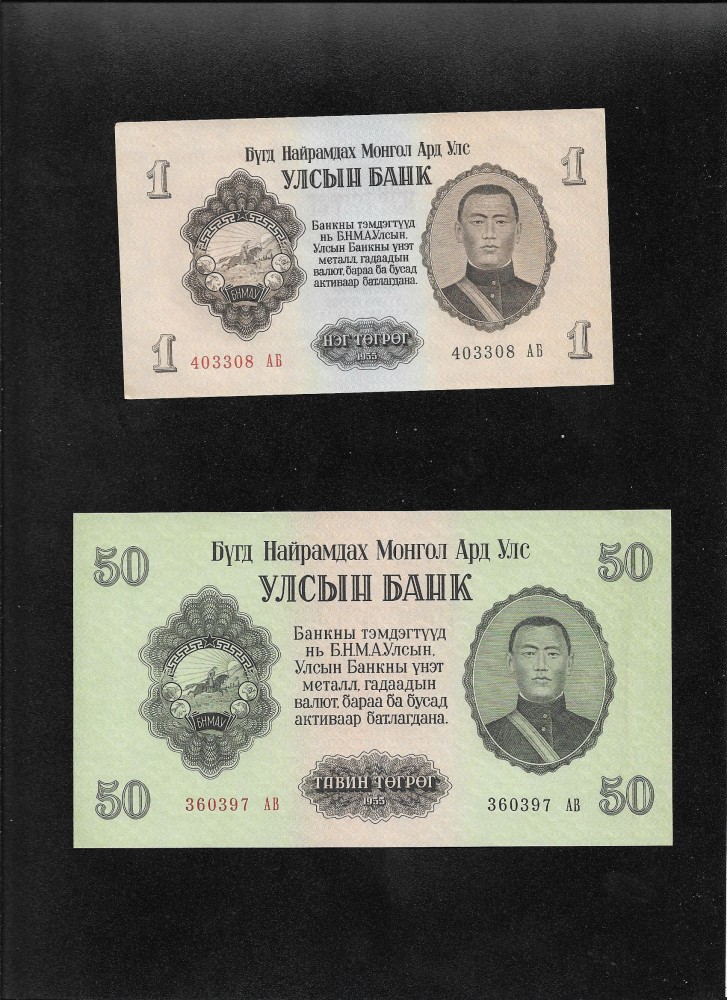 Бүгд Найрамдах Монгол Ард Улс
УЛСЫН БАНК
1
1
Банкны тэмдэгтүүд
нь Б.Н.М.А.Улсын,
Улсын Банкны үнэт
металл, гадаадын
валют, бараа ба бусад
активаар батлагдана.
БНМАУ
НЭГ ТӨГРӨГ
1955
1
403308 АБ
403308 АБ
1
Бүгд Найрамдах Монгол Ард Улс
УЛСЫН БАНК
50
50
Банкны тэмдэгтүүд
нь Б.Н.М.А.Улсын,
Улсын Банкны үнэт
металл, гадаадын
валют, бараа ба бусад
активаар батлагдана.
БНМАУ
ТАВИН ТӨГРӨГ
1955
50
360397 АВ
360397 АВ
50